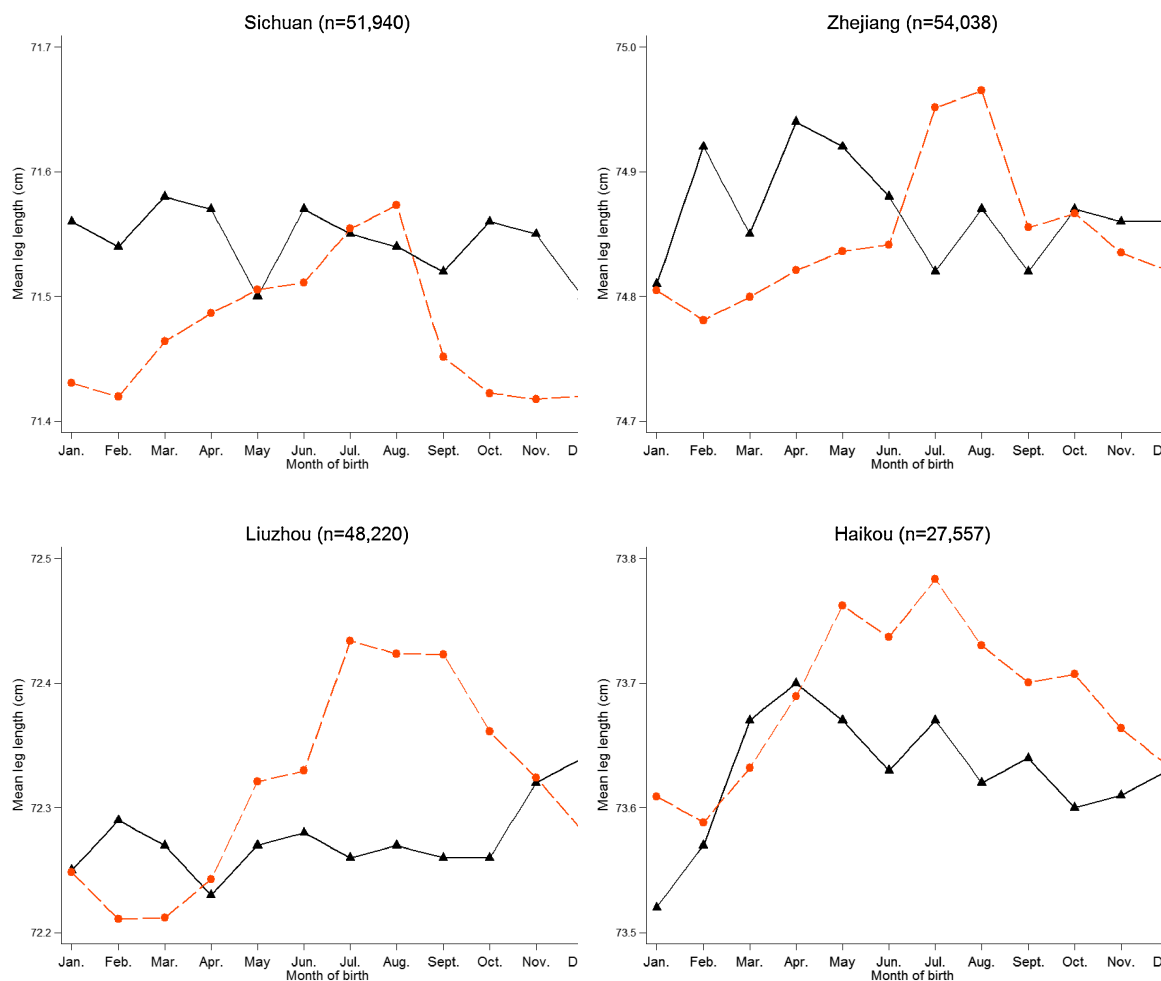 Sichuan (n=51,940)
71.7
71.6
71.5
71.4
Mean leg length (cm)
Jan. Feb. Mar. Apr. May Jun. Jul. Aug. Sept. Oct. Nov. D
Month of birth
Zhejiang (n=54,038)
75.0
74.9
74.8
74.7
Mean leg length (cm)
Jan. Feb. Mar. Apr. May Jun. Jul. Aug. Sept. Oct. Nov. D
Month of birth
Liuzhou (n=48,220)
72.5
72.4
72.3
72.2
Mean leg length (cm)
Jan. Feb. Mar. Apr. May Jun. Jul. Aug. Sept. Oct. Nov. D
Month of birth
Haikou (n=27,557)
73.8
73.7
73.6
73.5
Mean leg length (cm)
Jan. Feb. Mar. Apr. May Jun. Jul. Aug. Sept. Oct. Nov. D
Month of birth